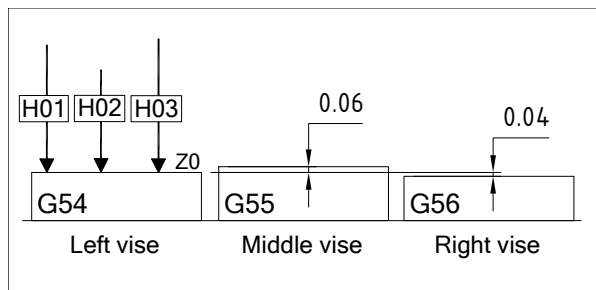 0.06
0.04
H01 H02 H03
Z0
G54 G55 G56
Left vise Middle vise Right vise